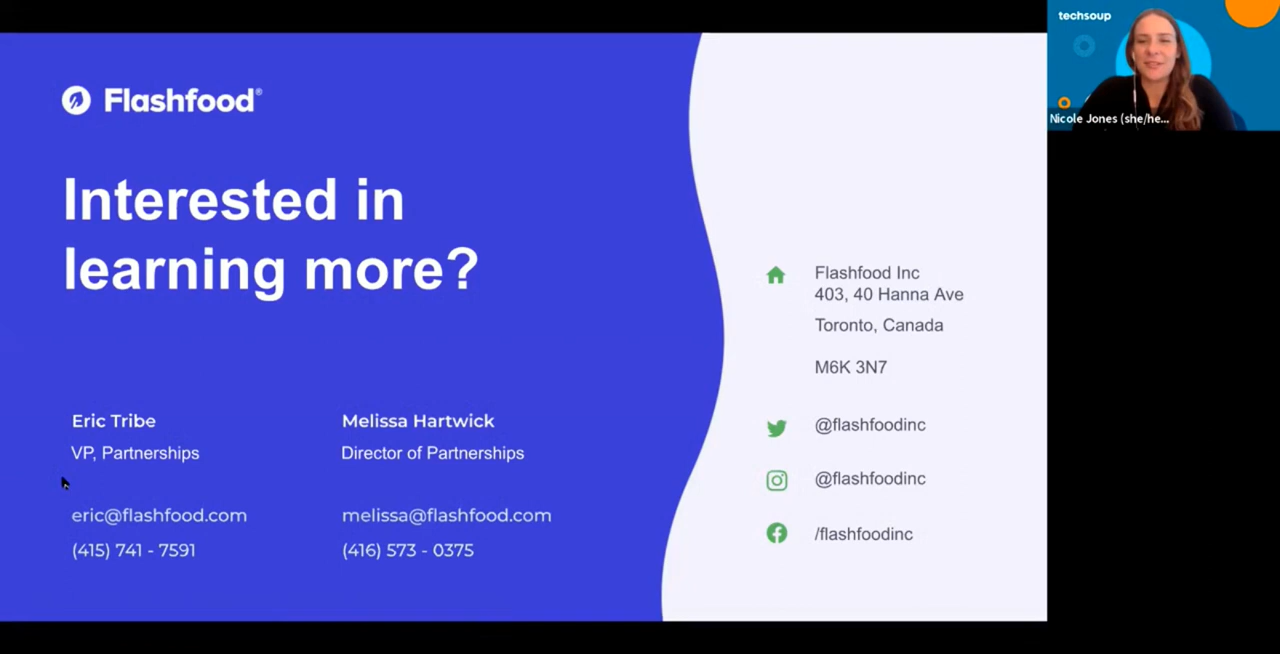 Flashfood®
Interested in
learning more?
Eric Tribe
VP, Partnerships
eric@flashfood.com
(415) 741 - 7591
Melissa Hartwick
Director of Partnerships
melissa@flashfood.com
(416) 573 - 0375
Flashfood Inc
403, 40 Hanna Ave
Toronto, Canada
M6K 3N7
@flashfoodinc
@flashfoodinc
/flashfoodinc
techsoup
Nicole Jones (she/he...